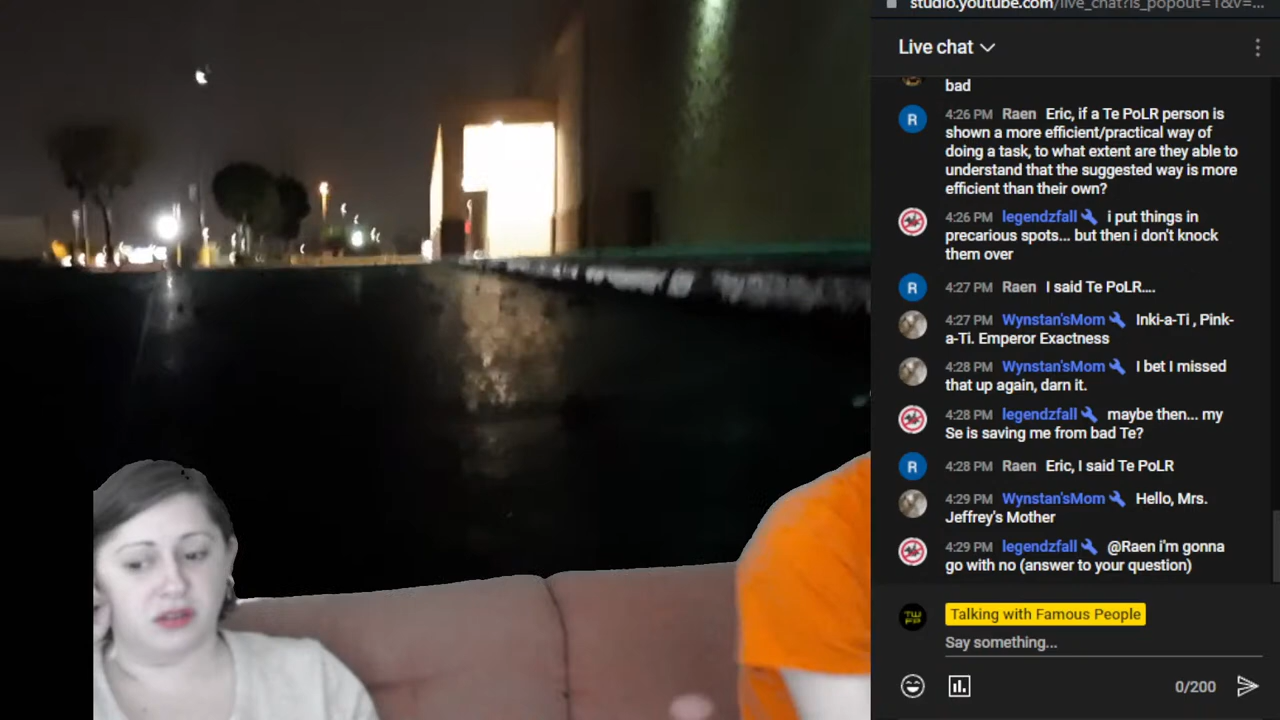 studio.youtube.com/live_chat?is_popout=1&v=...
Live chat
bad
R
4:26 PM Raen Eric, if a Te PoLR person is
shown a more efficient/practical way of
doing a task, to what extent are they able to
understand that the suggested way is more
efficient than their own?
4:26 PM legendzfall i put things in
precarious spots... but then i don't knock
them over
R
4:27 PM Raen I said Te PoLR....
4:27 PM Wynstan'sMom Inki-a-Ti , Pink-
a-Ti. Emperor Exactness
4:28 PM Wynstan'sMom I bet I missed
that up again, darn it.
4:28 PM legendzfall maybe then... my
Se is saving me from bad Te?
R
4:28 PM Raen Eric, I said Te PoLR
4:29 PM Wynstan'sMom Hello, Mrs.
Jeffrey's Mother
4:29 PM legendzfall @Raen i'm gonna
go with no (answer to your question)
TW
FP
Talking with Famous People
Say something...
0/200